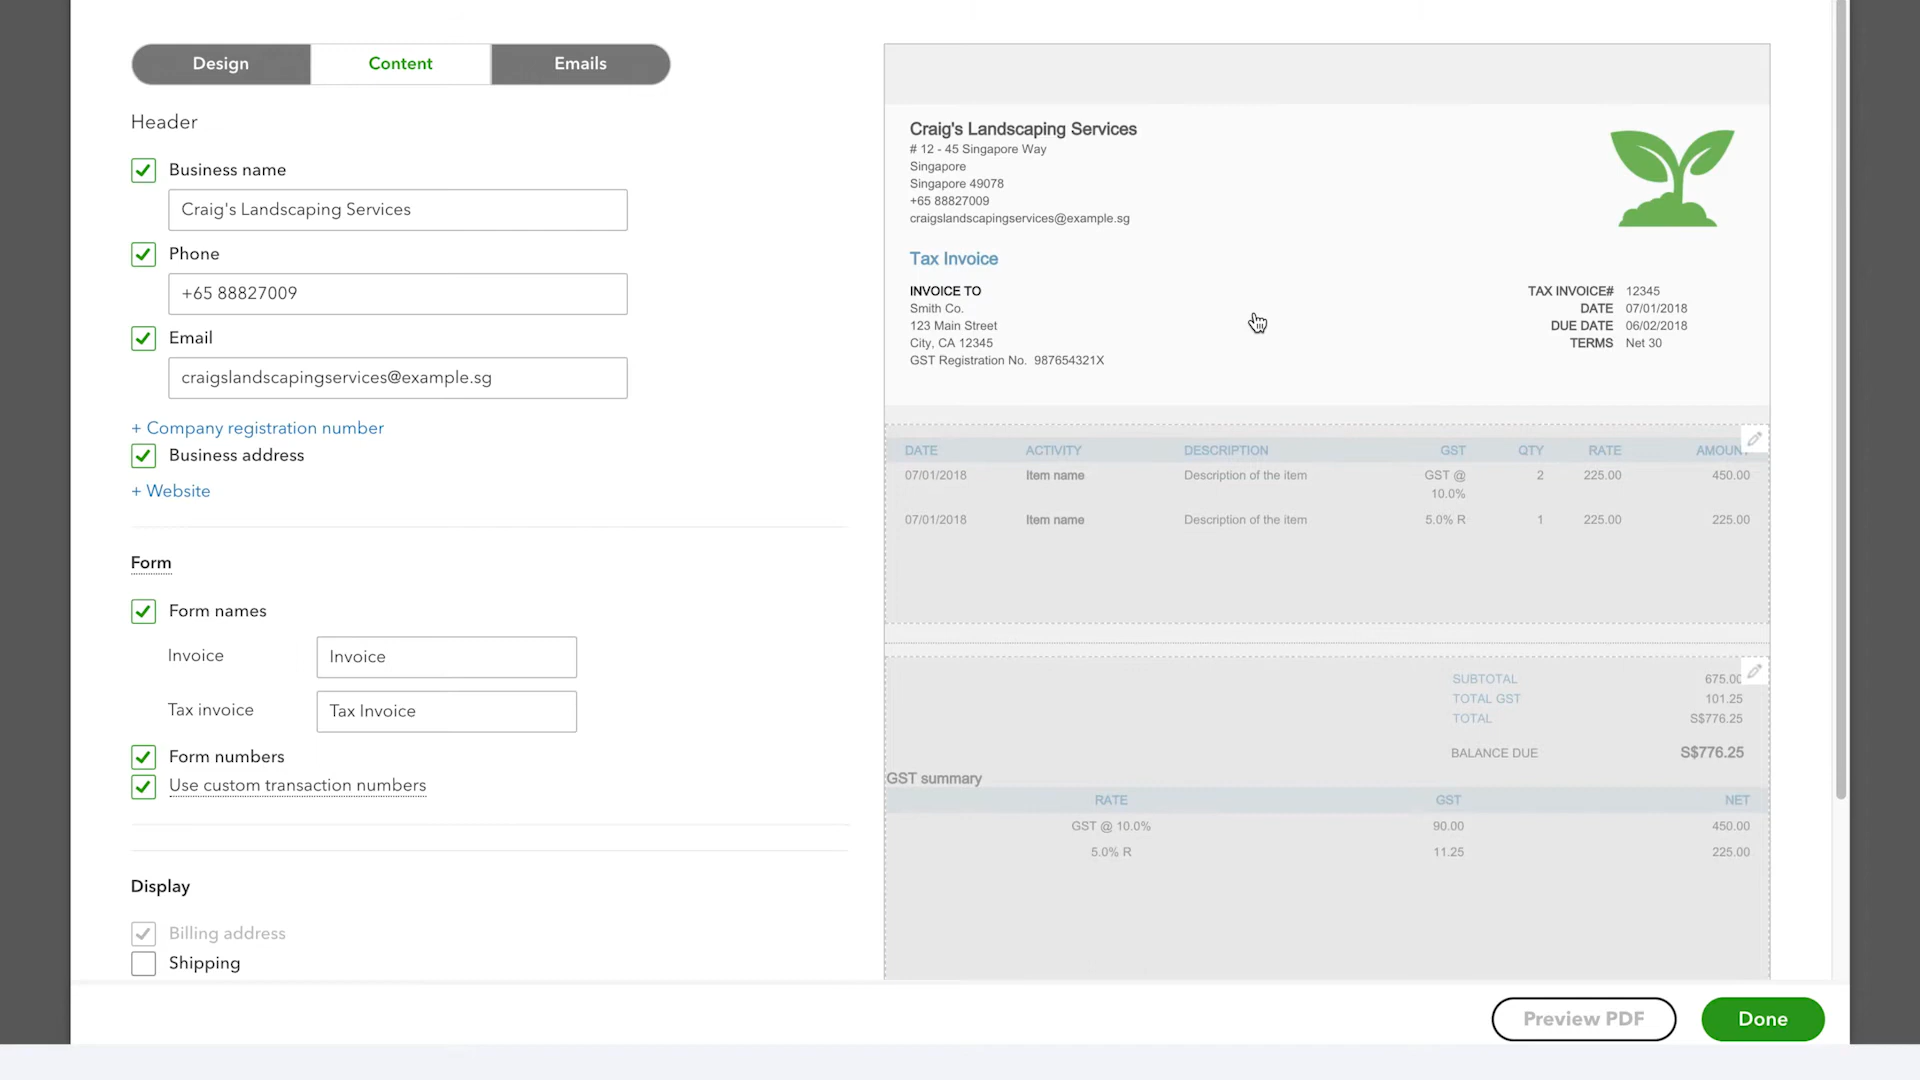 Design
Content
Emails
Header
Business name
Craig's Landscaping Services
Phone
+65 88827009
Email
craigslandscapingservices@example.sg
+ Company registration number
Business address
+ Website
Form
Form names
Invoice
Invoice
Tax invoice
Tax Invoice
Form numbers
Use custom transaction numbers
Display
Billing address
Shipping
Craig's Landscaping Services
# 12 - 45 Singapore Way
Singapore
Singapore 49078
+65 88827009
craigslandscapingservices@example.sg
Tax Invoice
INVOICE TO
Smith Co.
123 Main Street
City, CA 12345
GST Registration No. 987654321X
TAX INVOICE# 12345
DATE 07/01/2018
DUE DATE 06/02/2018
TERMS Net 30
DATE ACTIVITY DESCRIPTION GST QTY RATE AMOUN
07/01/2018 Item name Description of the item GST @ 2 225.00 450.00
10.0%
07/01/2018 Item name Description of the item 5.0% R 1 225.00 225.00
SUBTOTAL 675.00
TOTAL GST 101.25
TOTAL S$776.25
BALANCE DUE S$776.25
GST summary
RATE GST NET
GST @ 10.0% 90.00 450.00
5.0% R 11.25 225.00
Preview PDF
Done